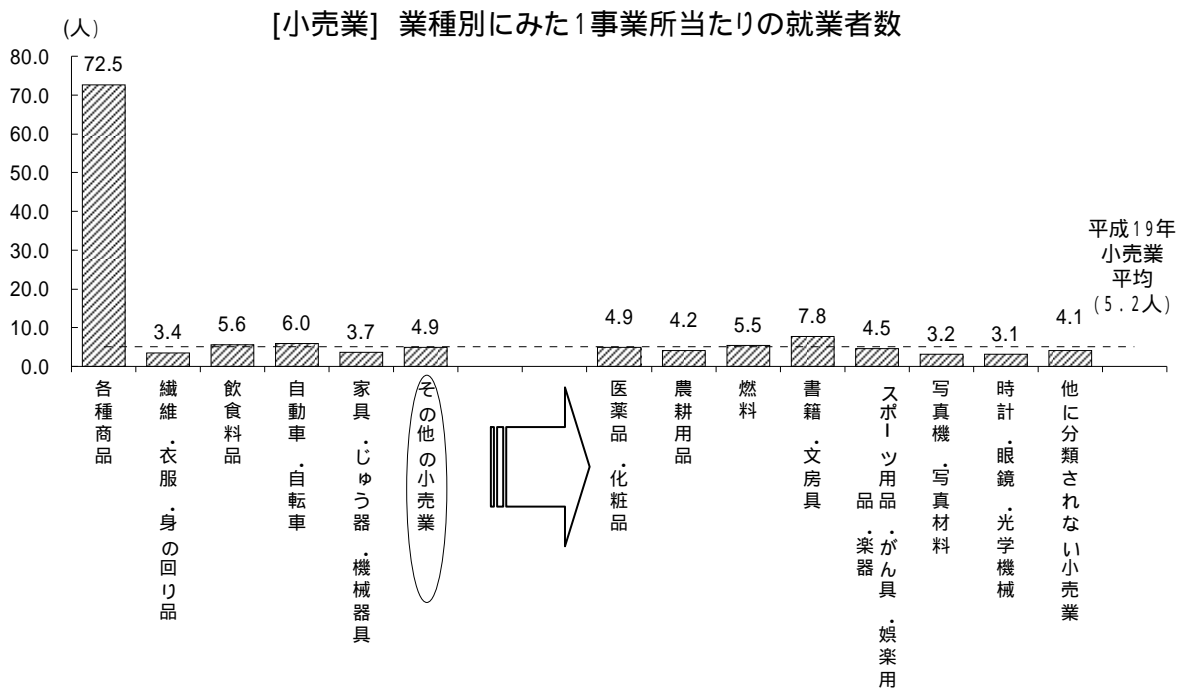 [小売業] 業種別にみた1事業所当たりの就業者数
(人)
80.0
70.0
60.0
50.0
40.0
30.0
20.0
10.0
0.0
72.5
3.4
5.6
6.0
3.7
4.9
4.9
4.2
5.5
7.8
4.5
3.2
3.1
4.1
平成19年
小売業
平均
(5.2人)
各種商品
繊維・衣服・身の回り品
飲食料品
自動車・自転車
家具・じゅう器・機械器具
その他の小売業
医薬品・化粧品
農耕用品
燃料
書籍・文房具
スポーツ用品・がん具・娯楽用
品・楽器
写真機・写真材料
時計・眼鏡・光学機械
他に分類されない小売業